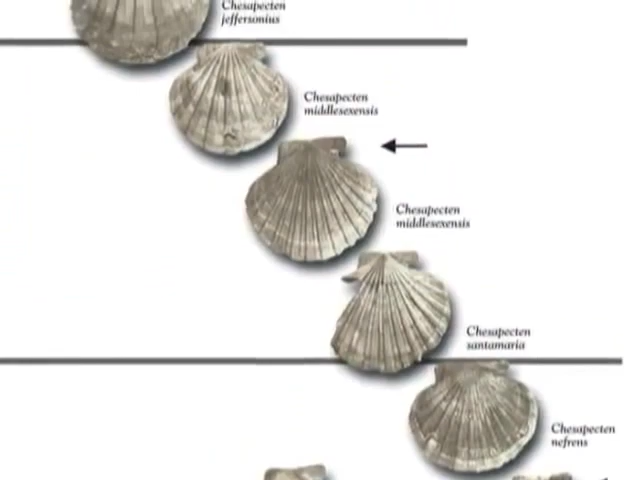 Chesapecten
jeffersonius
Chesapecten
middlesexensis
Chesapecten
middlesexensis
Chesapecten
santamaria
Chesapecten
nefrens